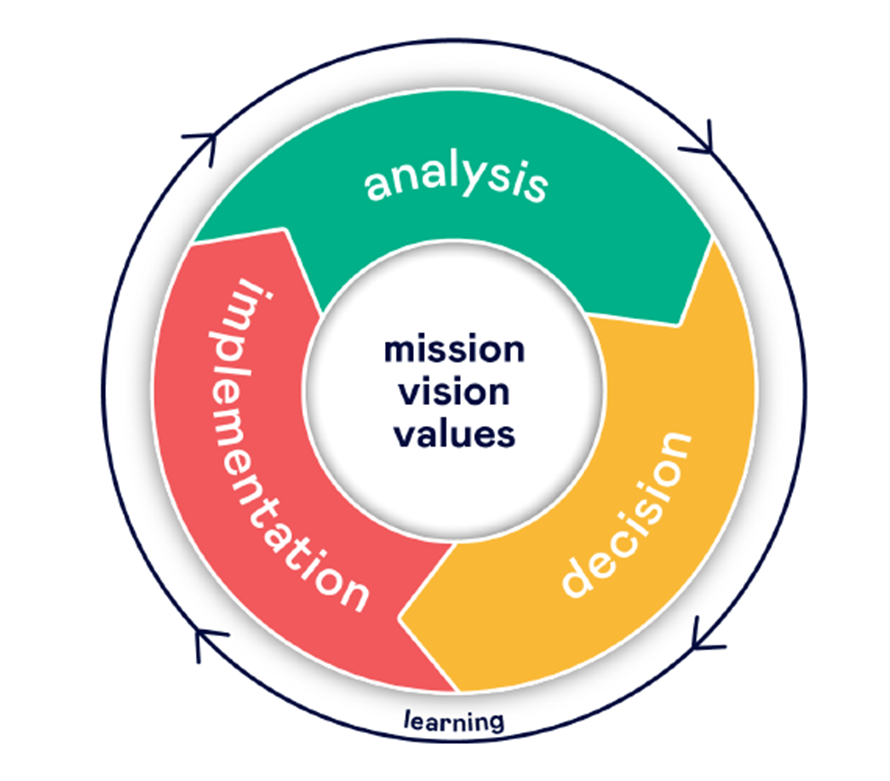 analysis
mission
vision
values
decision
implementation
learning